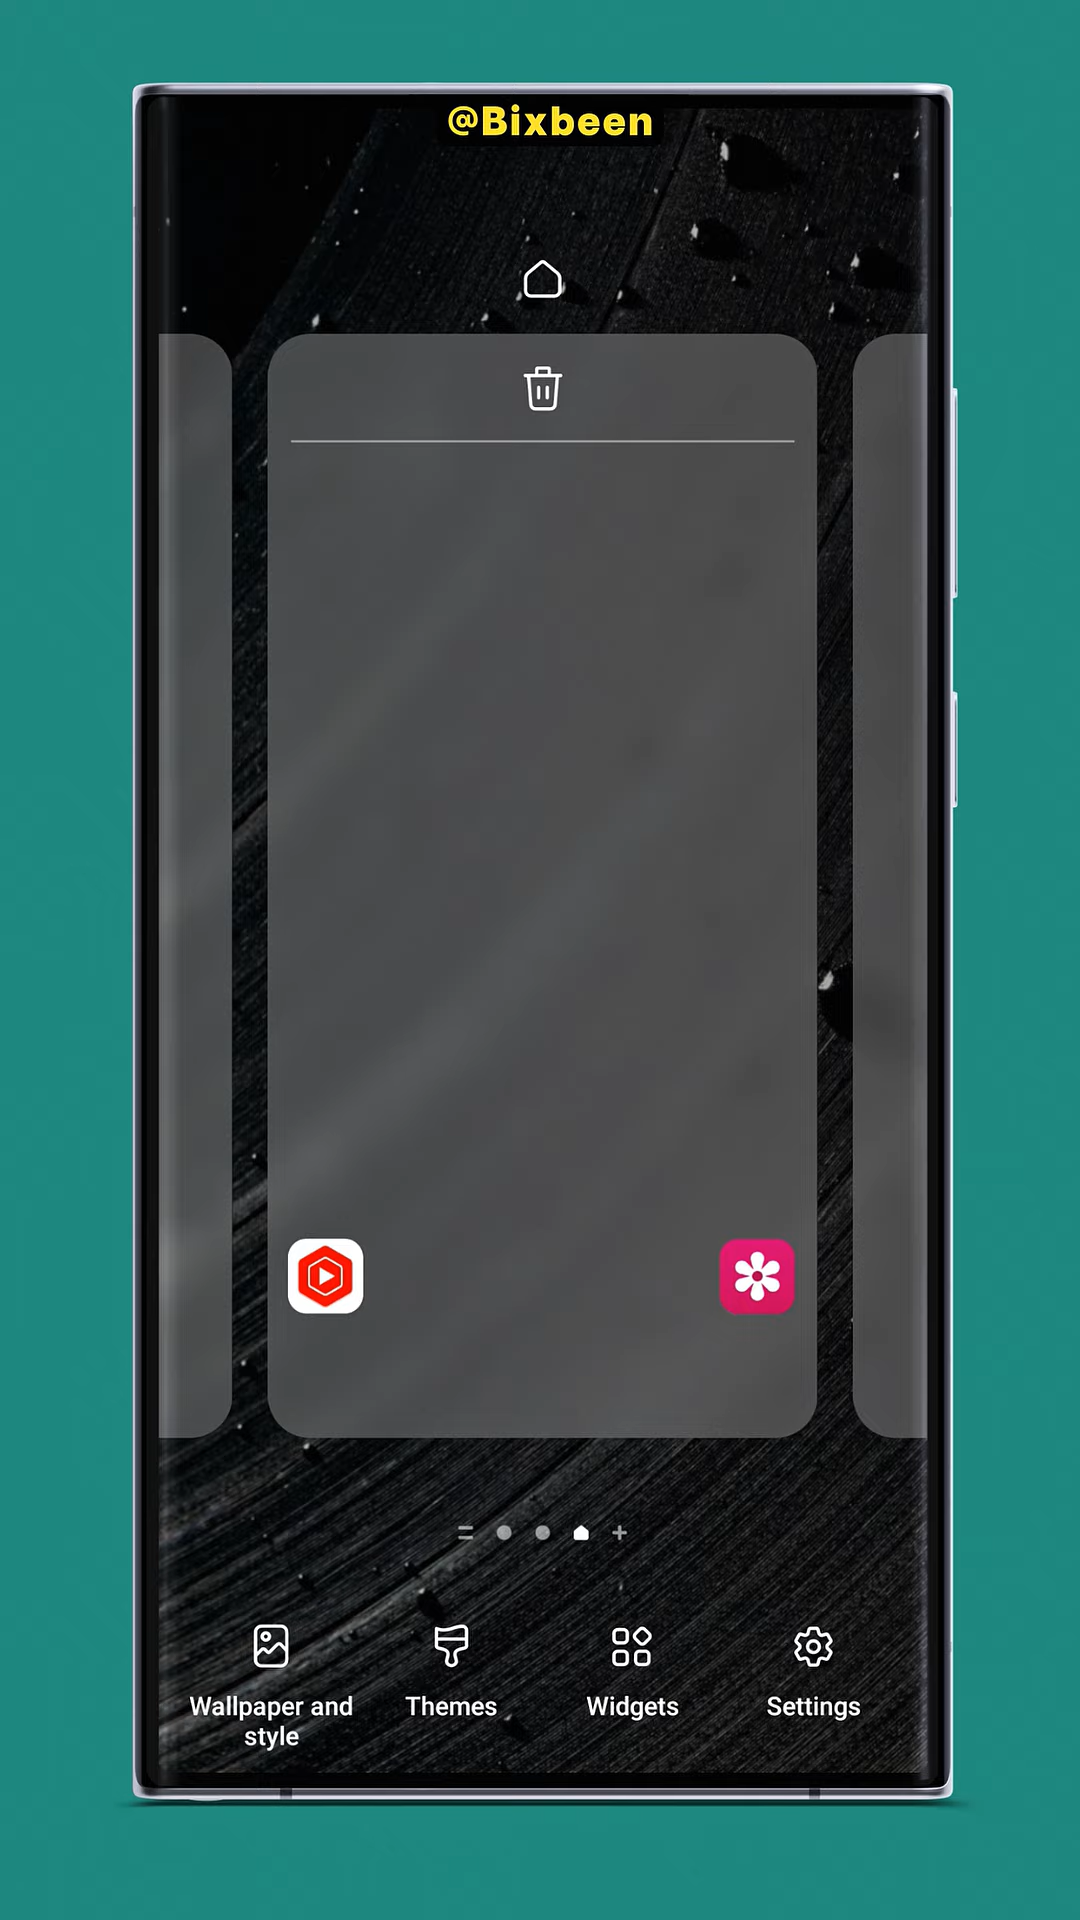 @Bixbeen
Wallpaper and
style
Themes
Widgets
Settings